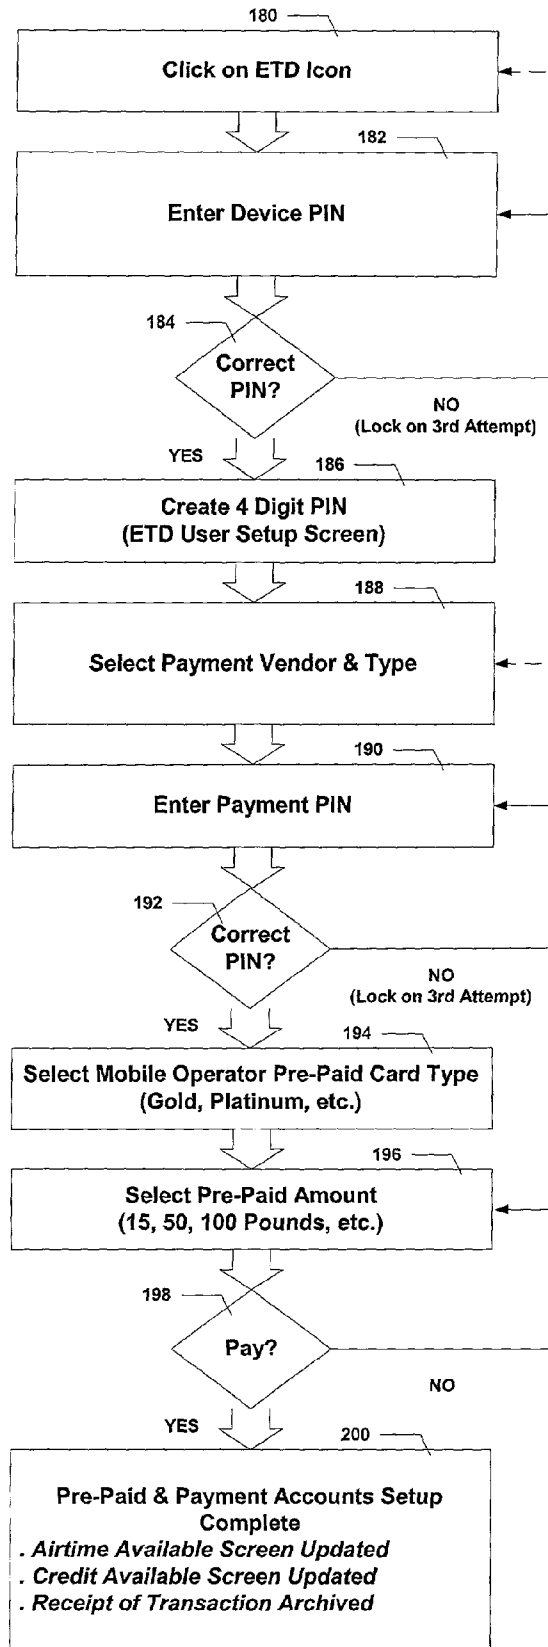 180
Click on ETD Icon
182
Enter Device PIN
184
Correct
PIN?
NO
(Lock on 3rd Attempt)
YES
186
Create 4 Digit PIN
(ETD User Setup Screen)
188
Select Payment Vendor & Type
190
Enter Payment PIN
192
Correct
PIN?
NO
(Lock on 3rd Attempt)
YES
194
Select Mobile Operator Pre-Paid Card Type
(Gold, Platinum, etc.)
196
Select Pre-Paid Amount
(15, 50, 100 Pounds, etc.)
198
Pay?
NO
YES
200
Pre-Paid & Payment Accounts Setup
Complete
. Airtime Available Screen Updated
. Credit Available Screen Updated
. Receipt of Transaction Archived